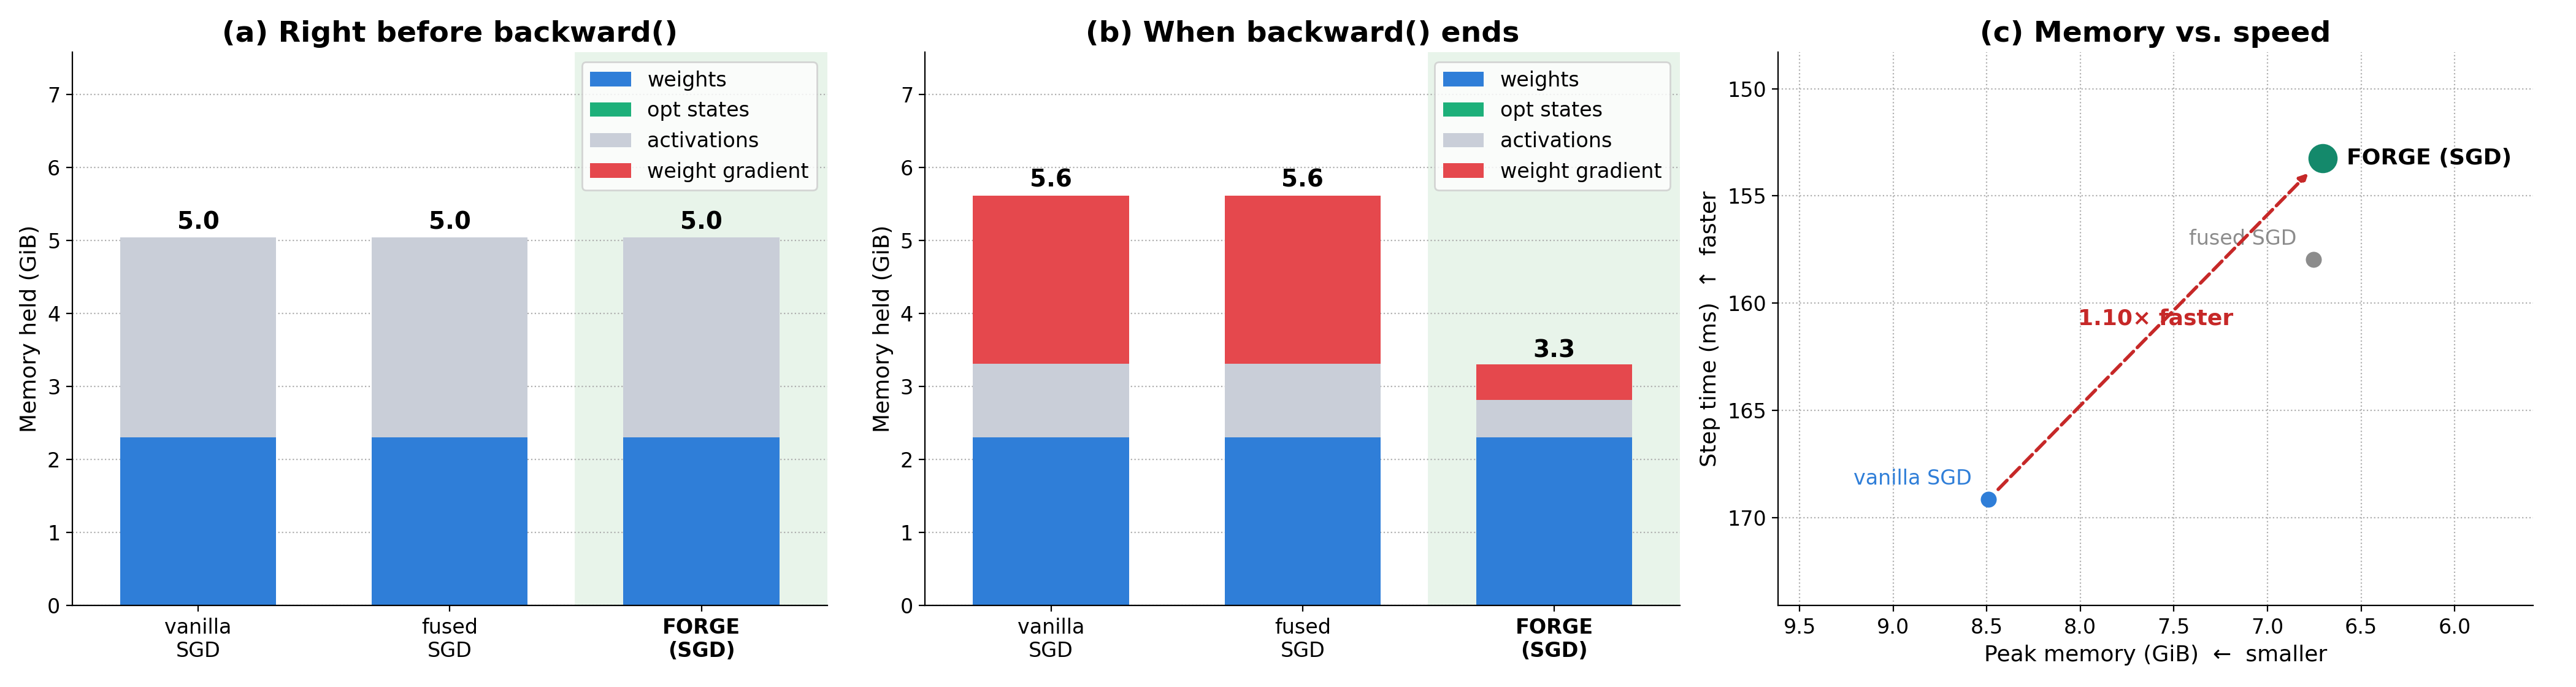 (a) Right before backward()
Memory held (GiB)
7
6
5
4
3
2
1
0
weights
opt states
activations
weight gradient
5.0
5.0
5.0
vanilla
SGD
fused
SGD
FORGE
(SGD)
(b) When backward() ends
Memory held (GiB)
7
6
5
4
3
2
1
0
weights
opt states
activations
weight gradient
5.6
5.6
3.3
vanilla
SGD
fused
SGD
FORGE
(SGD)
(c) Memory vs. speed
Step time (ms) ↑ faster
150
155
160
165
170
FORGE (SGD)
fused SGD
1.10× faster
vanilla SGD
9.5 9.0 8.5 8.0 7.5 7.0 6.5 6.0
Peak memory (GiB) ← smaller